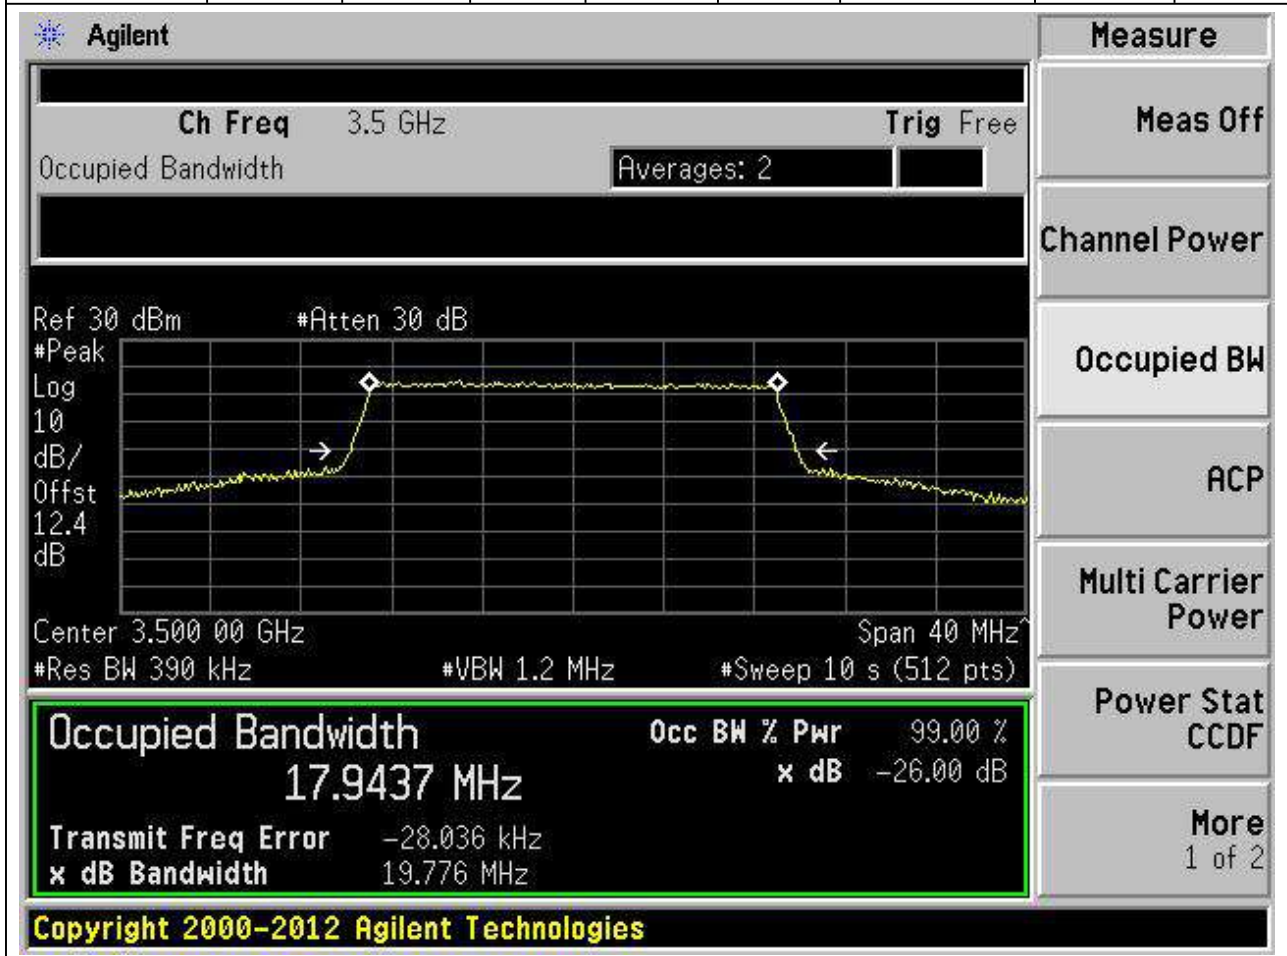 Agilent
Measure
Ch Freq 3.5 GHz Trig Free
Occupied Bandwidth Averages: 2
Meas Off
Channel Power
Occupied BW
ACP
Multi Carrier
Power
Power Stat
CCDF
More
1 of 2
Ref 30 dBm #Atten 30 dB
#Peak
Log
10
dB/
Offst
12.4
dB
Center 3.500 00 GHz Span 40 MHz^
#Res BW 390 kHz #VBW 1.2 MHz #Sweep 10 s (512 pts)
Occupied Bandwidth Occ BW % Pwr 99.00 %
17.9437 MHz x dB -26.00 dB
Transmit Freq Error -28.036 kHz
x dB Bandwidth 19.776 MHz
Copyright 2000-2012 Agilent Technologies